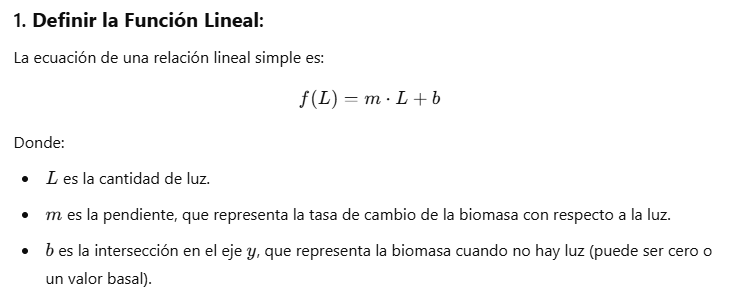 1. Definir la Función Lineal:
La ecuación de una relación lineal simple es:
f(L) = m · L + b
Donde:
• L es la cantidad de luz.
• m es la pendiente, que representa la tasa de cambio de la biomasa con respecto a la luz.
• b es la intersección en el eje y, que representa la biomasa cuando no hay luz (puede ser cero o
un valor basal).